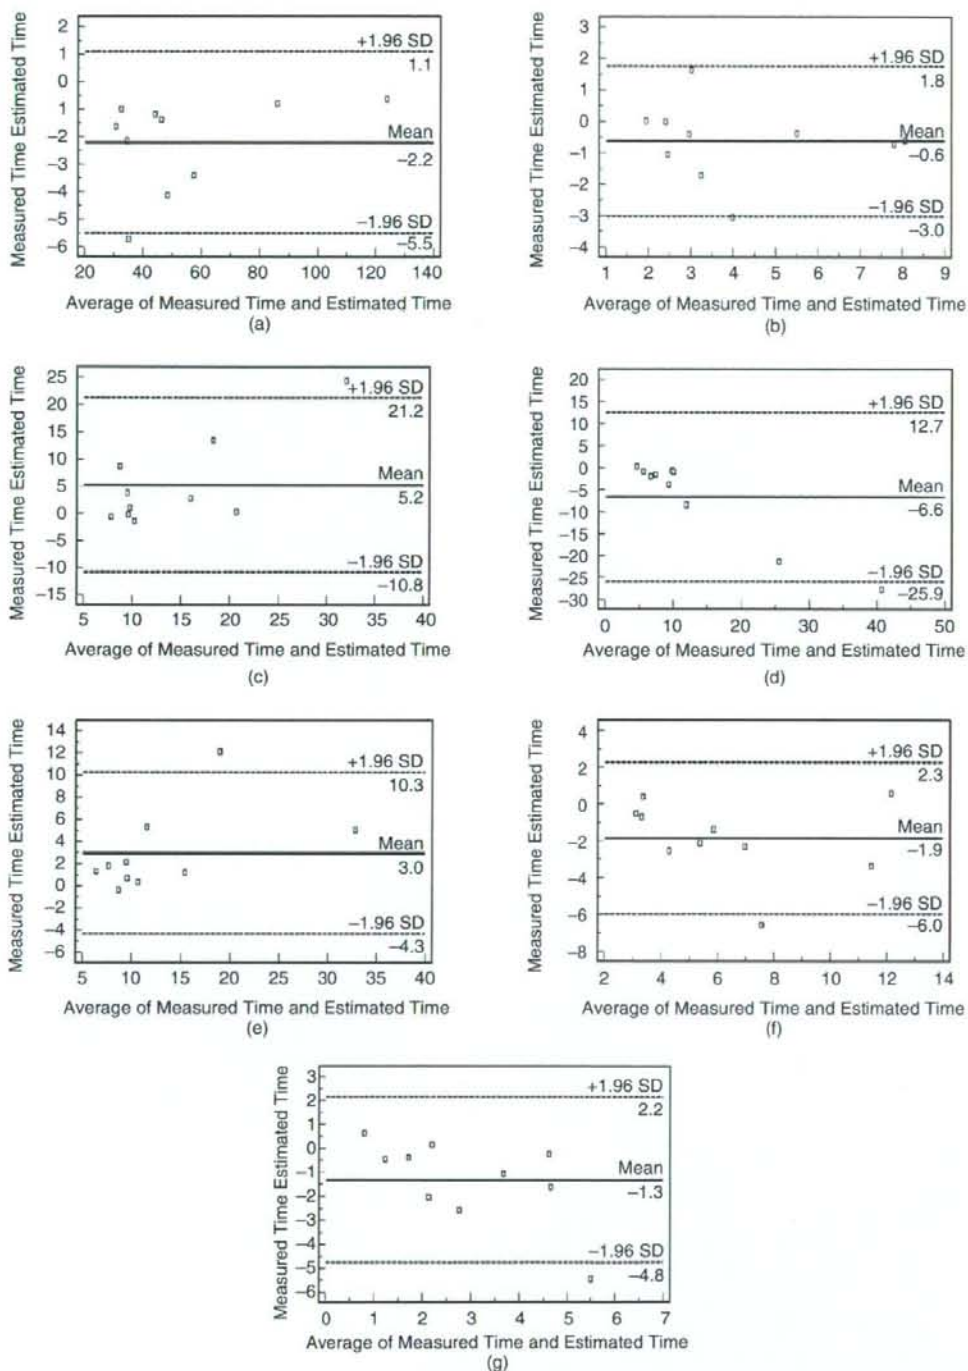 Measured Time Estimated Time
2
1
0
−1
−2
−3
−4
−5
−6
+1.96 SD
1.1
Mean
−2.2
−1.96 SD
−5.5
20 40 60 80 100 120 140
Average of Measured Time and Estimated Time
(a)
Measured Time Estimated Time
3
2
1
0
−1
−2
−3
−4
+1.96 SD
1.8
Mean
−0.6
−1.96 SD
−3.0
1 2 3 4 5 6 7 8 9
Average of Measured Time and Estimated Time
(b)
Measured Time Estimated Time
25
20
15
10
5
0
−5
−10
−15
+1.96 SD
21.2
Mean
5.2
−1.96 SD
−10.8
5 10 15 20 25 30 35 40
Average of Measured Time and Estimated Time
(c)
Measured Time Estimated Time
20
15
10
5
0
−5
−10
−15
−20
−25
−30
+1.96 SD
12.7
Mean
−6.6
−1.96 SD
−25.9
0 10 20 30 40 50
Average of Measured Time and Estimated Time
(d)
Measured Time Estimated Time
14
12
10
8
6
4
2
0
−2
−4
−6
+1.96 SD
10.3
Mean
3.0
−1.96 SD
−4.3
5 10 15 20 25 30 35 40
Average of Measured Time and Estimated Time
(e)
Measured Time Estimated Time
4
2
0
−2
−4
−6
−8
+1.96 SD
2.3
Mean
−1.9
−1.96 SD
−6.0
2 4 6 8 10 12 14
Average of Measured Time and Estimated Time
(f)
Measured Time Estimated Time
3
2
1
0
−1
−2
−3
−4
−5
−6
+1.96 SD
2.2
Mean
−1.3
−1.96 SD
−4.8
0 1 2 3 4 5 6 7
Average of Measured Time and Estimated Time
(g)